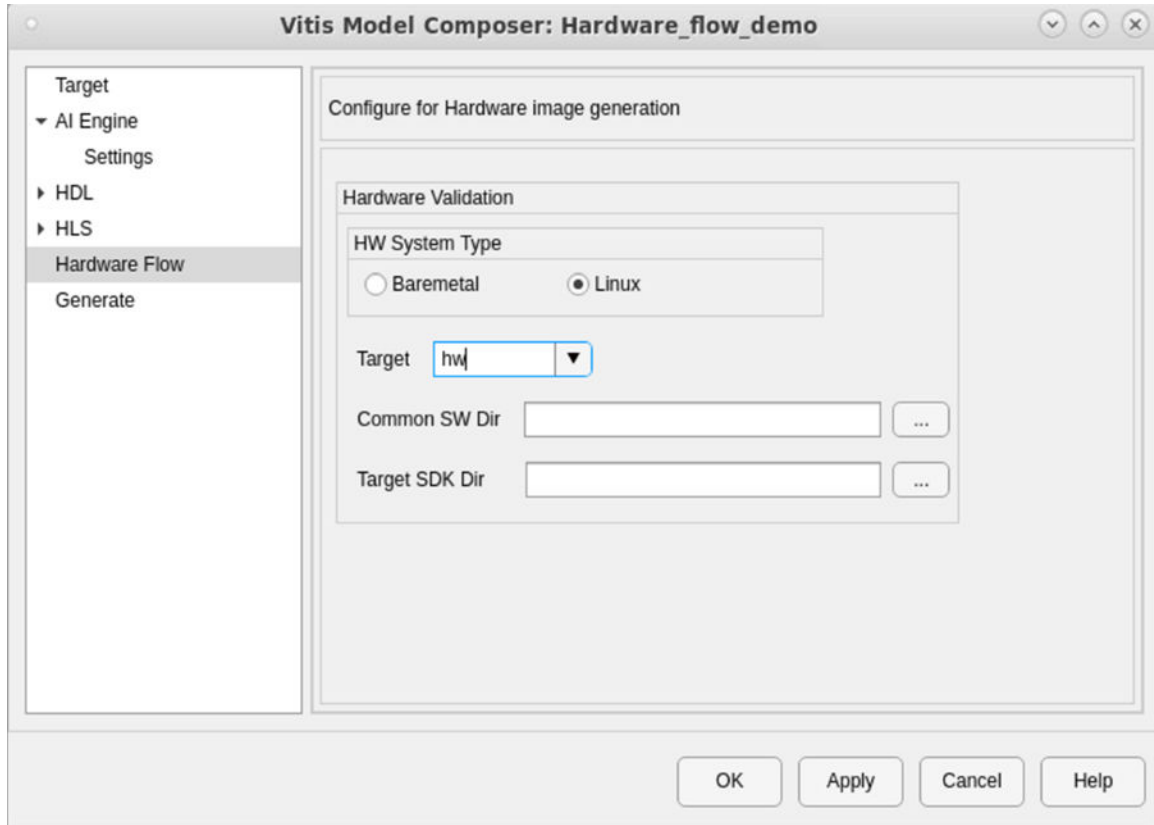 Vitis Model Composer: Hardware_flow_demo
Target
AI Engine
Settings
HDL
HLS
Hardware Flow
Generate
Configure for Hardware image generation
Hardware Validation
HW System Type
Baremetal Linux
Target hw
Common SW Dir ...
Target SDK Dir ...
OK Apply Cancel Help